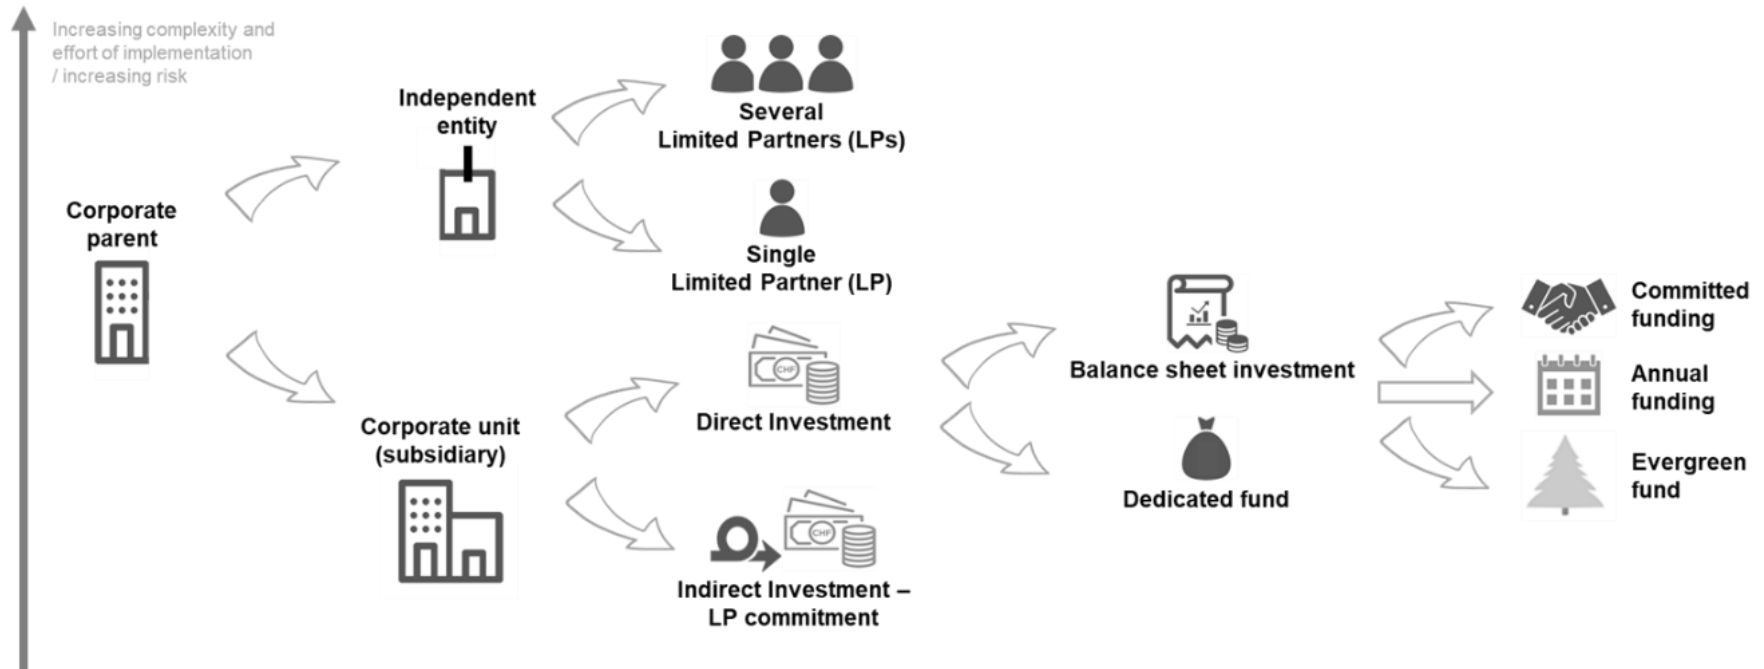 Increasing complexity and
effort of implementation
/ increasing risk
Corporate
parent
Independent
entity
Several
Limited Partners (LPs)
Single
Limited Partner (LP)
Corporate unit
(subsidiary)
CHF
Direct Investment
CHF
Indirect Investment –
LP commitment
Balance sheet investment
Dedicated fund
Committed
funding
Annual
funding
Evergreen
fund